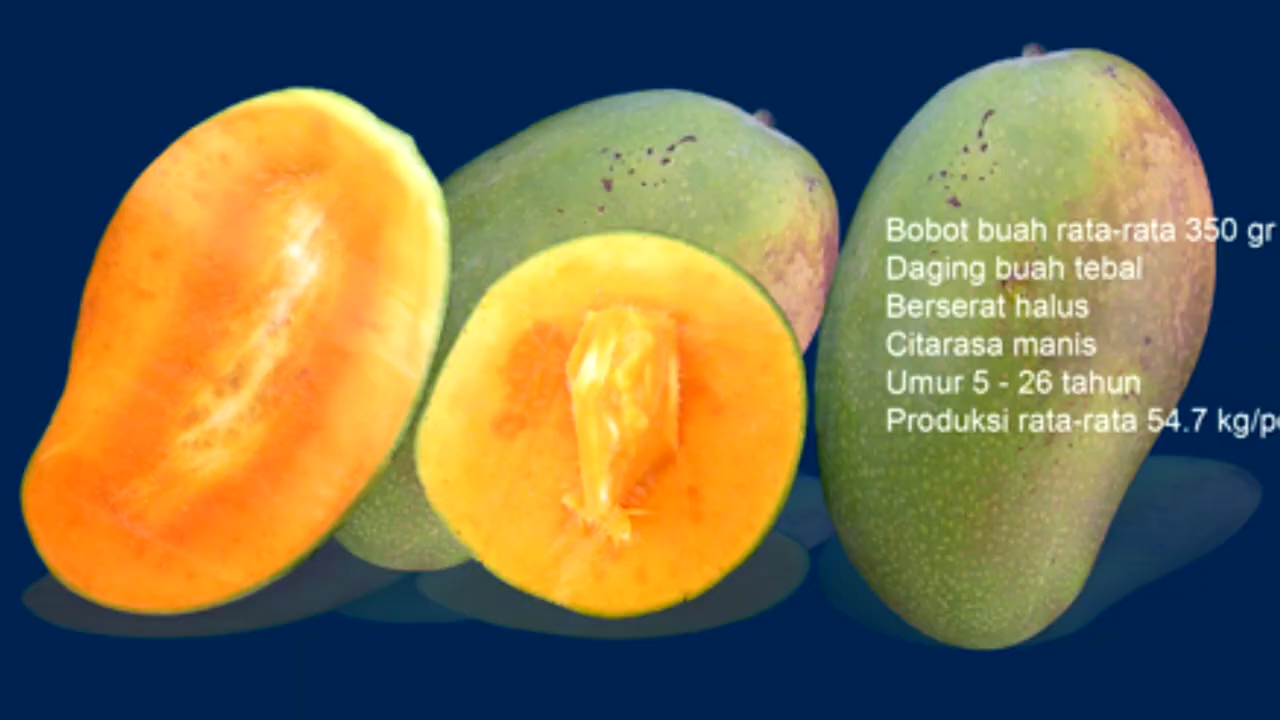 Bobot buah rata-rata 350 gr
Daging buah tebal
Berserat halus
Citarasa manis
Umur 5 - 26 tahun
Produksi rata-rata 54.7